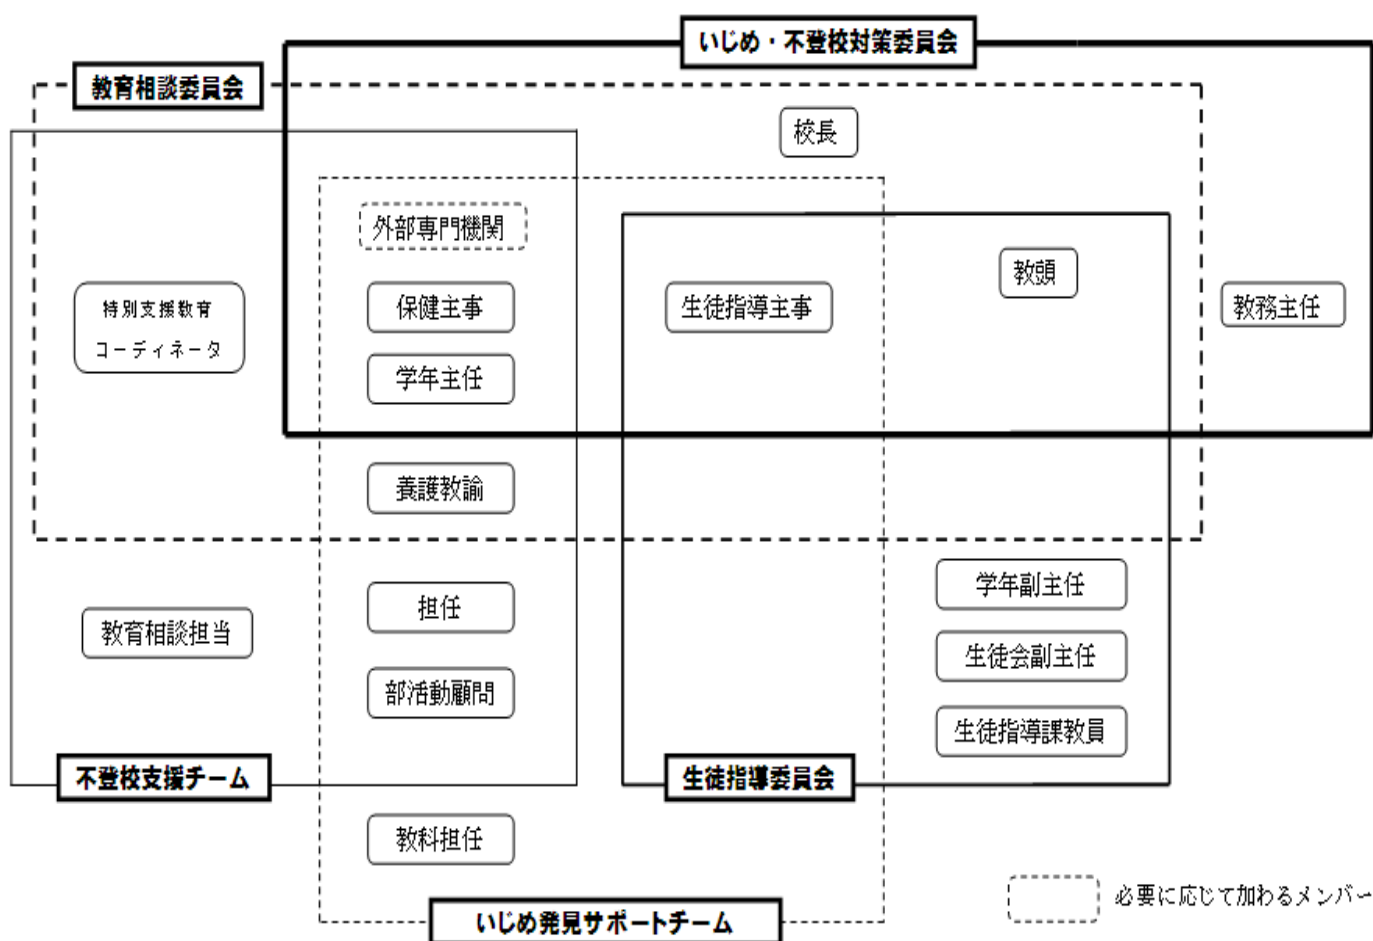 いじめ・不登校対策委員会
教育相談委員会
校長
外部専門機関
教頭
特別支援教育
コーディネータ
保健主事
生徒指導主事
教務主任
学年主任
養護教諭
学年副主任
担任
教育相談担当
生徒会副主任
部活動顧問
生徒指導課教員
不登校支援チーム
生徒指導委員会
教科担任
必要に応じて加わるメンバー
いじめ発見サポートチーム